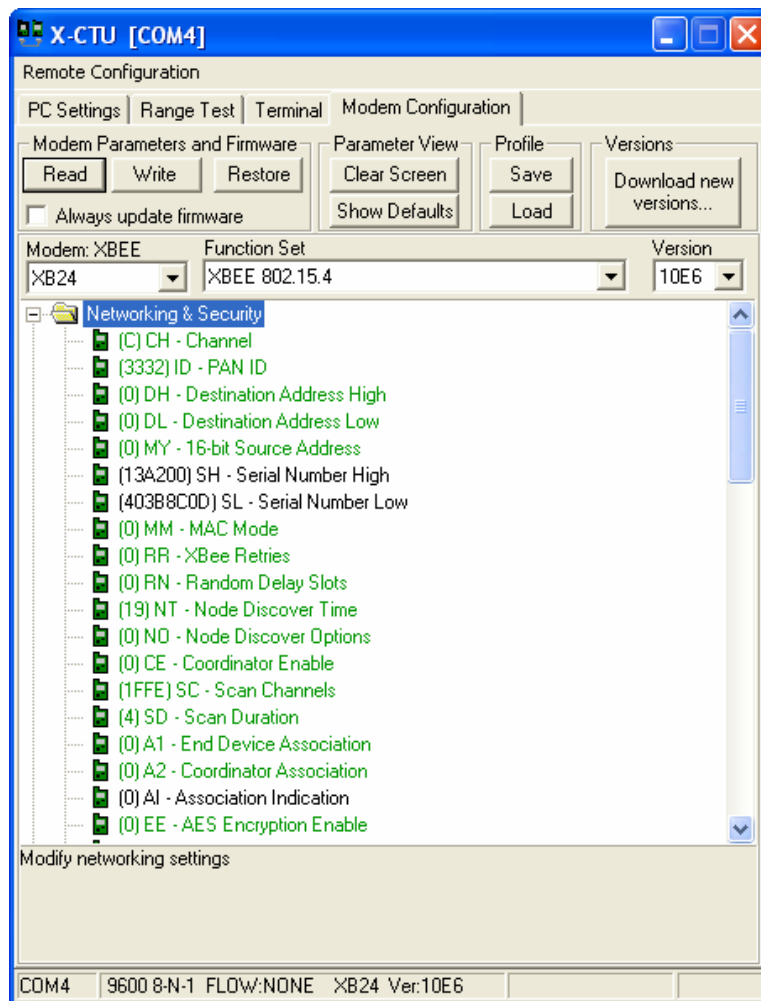 X-CTU [COM4]
Remote Configuration
PC Settings Range Test Terminal Modem Configuration
Modem Parameters and Firmware Parameter View Profile Versions
Read Write Restore Clear Screen Save Download new versions...
Always update firmware Show Defaults Load
Modem: XBEE Function Set Version
XB24 XBEE 802.15.4 10E6
Networking & Security
(C) CH - Channel
(3332) ID - PAN ID
(0) DH - Destination Address High
(0) DL - Destination Address Low
(0) MY - 16-bit Source Address
(13A200) SH - Serial Number High
(403B8C0D) SL - Serial Number Low
(0) MM - MAC Mode
(0) RR - XBee Retries
(0) RN - Random Delay Slots
(19) NT - Node Discover Time
(0) NO - Node Discover Options
(0) CE - Coordinator Enable
(1FFE) SC - Scan Channels
(4) SD - Scan Duration
(0) A1 - End Device Association
(0) A2 - Coordinator Association
(0) AI - Association Indication
(0) EE - AES Encryption Enable
Modify networking settings
COM4 9600 8-N-1 FLOW:NONE XB24 Ver:10E6